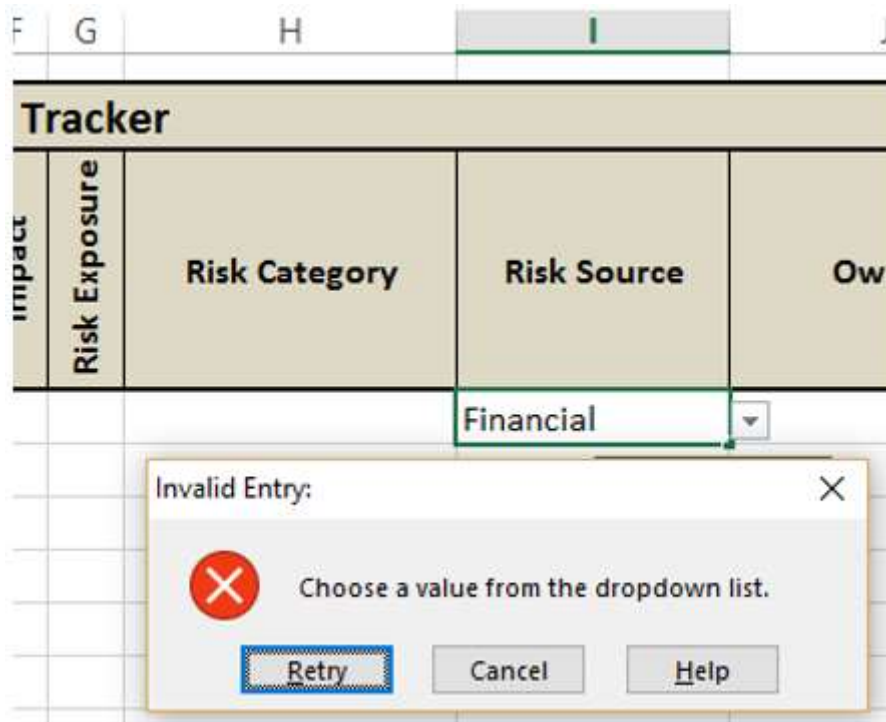 F G H I J
Tracker
Impact
Risk Exposure
Risk Category
Risk Source
Ow
Financial
Invalid Entry:
Choose a value from the dropdown list.
Retry Cancel Help